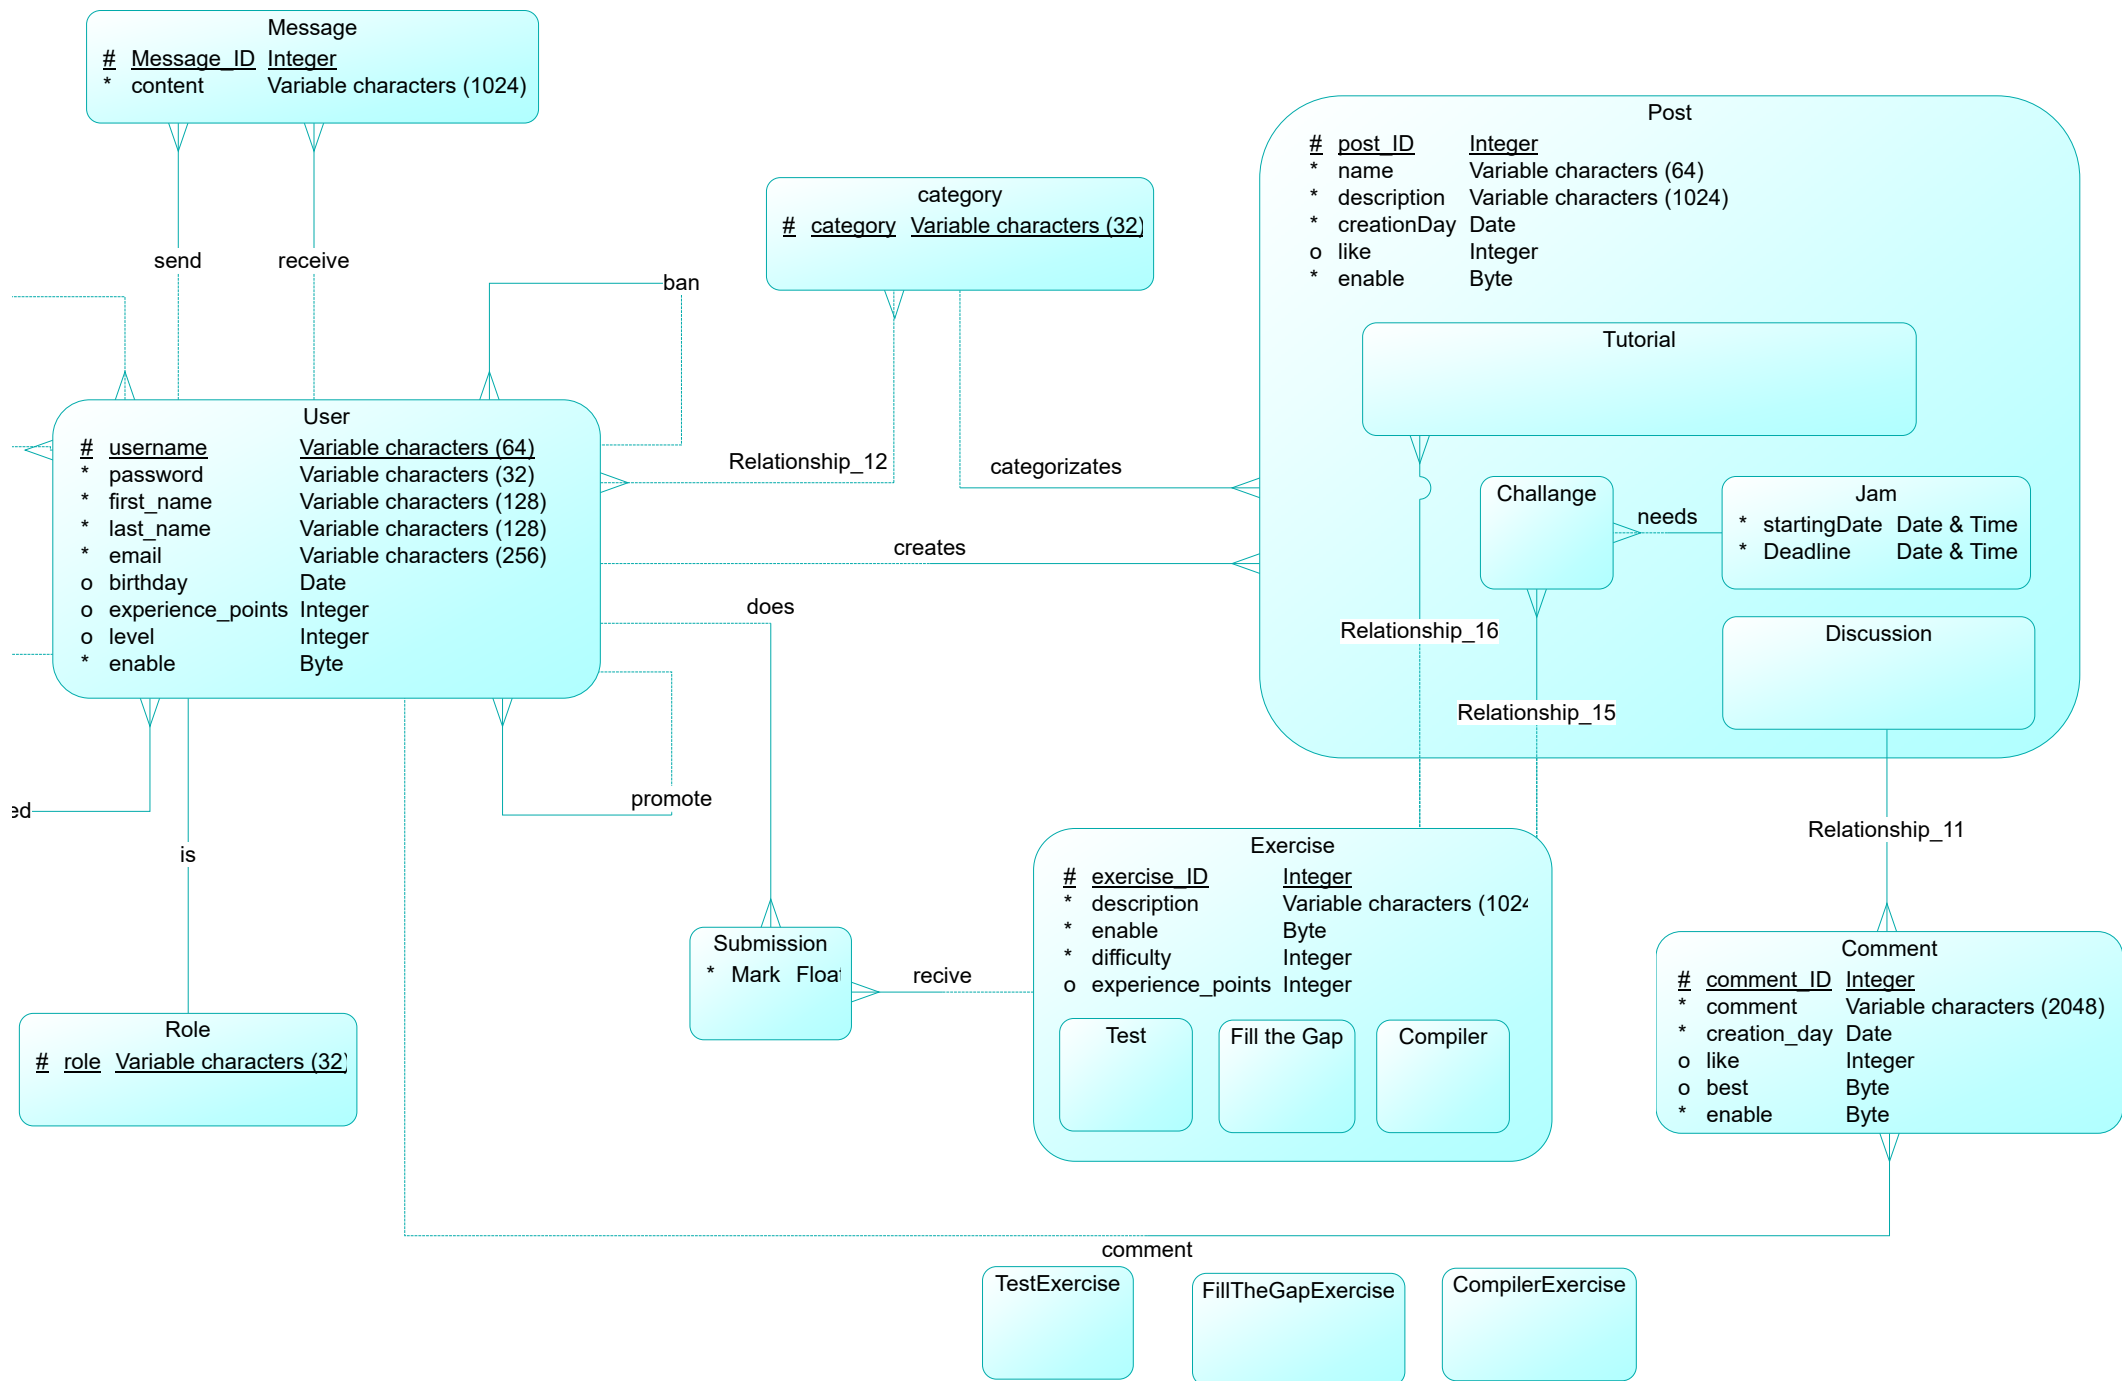 Message
# Message_ID Integer
* content Variable characters (1024)
send
receive
category
# category Variable characters (32)
ban
Post
# post_ID Integer
* name Variable characters (64)
* description Variable characters (1024)
* creationDay Date
o like Integer
* enable Byte
Tutorial
Challange
needs
Jam
* startingDate Date & Time
* Deadline Date & Time
Discussion
User
# username Variable characters (64)
* password Variable characters (32)
* first_name Variable characters (128)
* last_name Variable characters (128)
* email Variable characters (256)
o birthday Date
o experience_points Integer
o level Integer
* enable Byte
Relationship_12
categorizates
creates
does
Relationship_16
Relationship_15
promote
ed
is
Relationship_11
Role
# role Variable characters (32)
Submission
* Mark Float
recive
Exercise
# exercise_ID Integer
* description Variable characters (1024
* enable Byte
* difficulty Integer
o experience_points Integer
Test
Fill the Gap
Compiler
Comment
# comment_ID Integer
* comment Variable characters (2048)
* creation_day Date
o like Integer
o best Byte
* enable Byte
comment
TestExercise
FillTheGapExercise
CompilerExercise